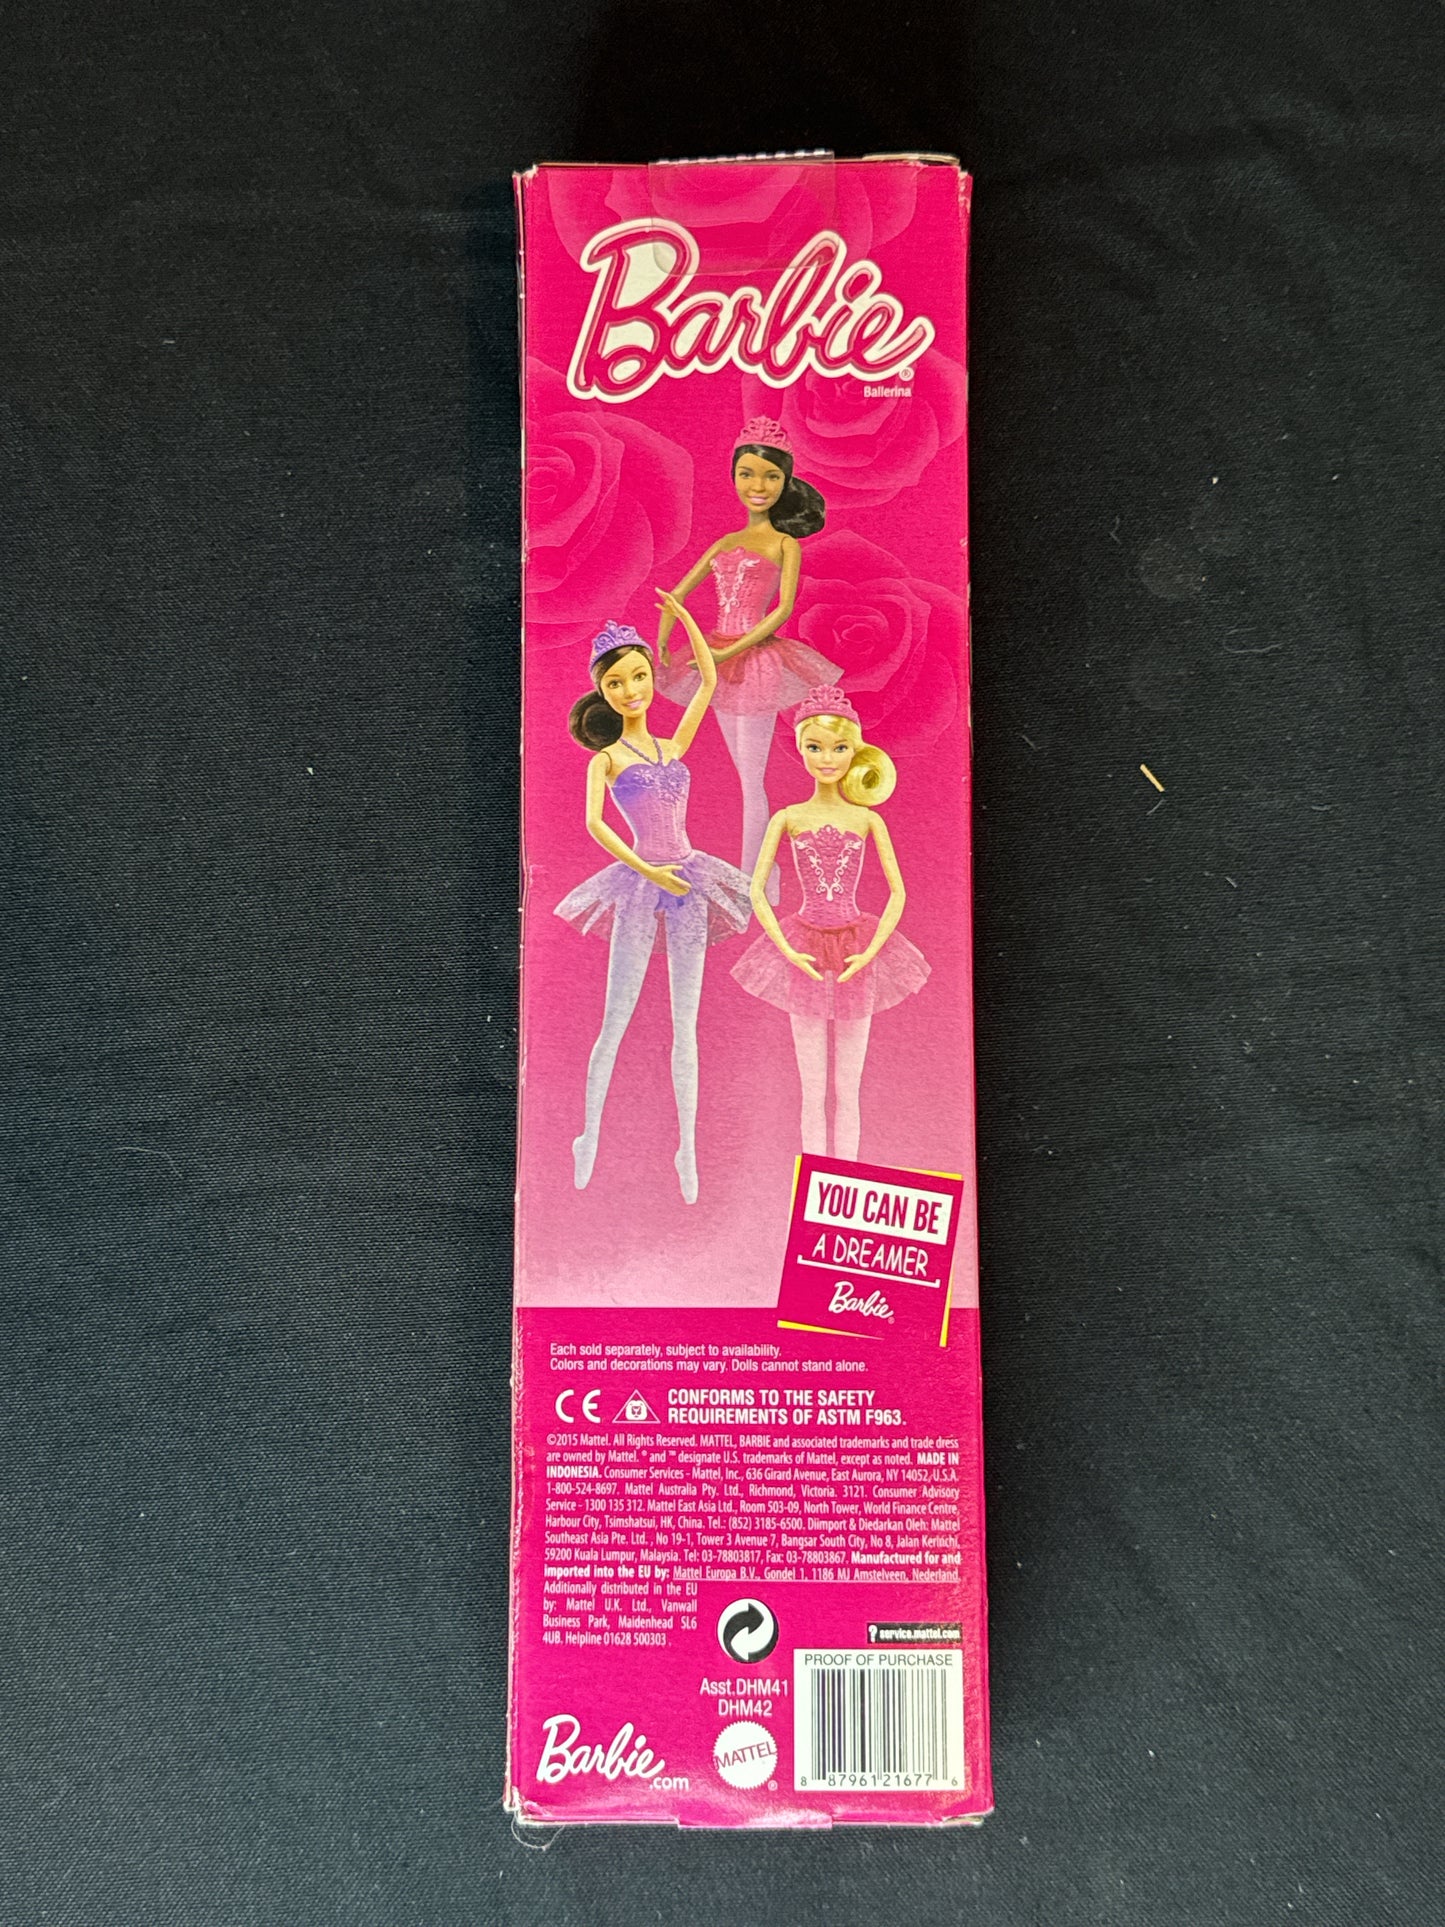 Barbie®
Ballerina
YOU CAN BE
A DREAMER
Barbie®
Each sold separately, subject to availability.
Colors and decorations may vary. Dolls cannot stand alone.
CE CONFORMS TO THE SAFETY
REQUIREMENTS OF ASTM F963.
©2015 Mattel. All Rights Reserved. MATTEL, BARBIE and associated trademarks and trade dress
are owned by Mattel. ® and ™ designate U.S. trademarks of Mattel, except as noted. MADE IN
INDONESIA. Consumer Services - Mattel, Inc., 636 Girard Avenue, East Aurora, NY 14052, U.S.A.
1-800-524-8697. Mattel Australia Pty. Ltd., Richmond, Victoria. 3121. Consumer Advisory
Service - 1300 135 312. Mattel East Asia Ltd., Room 503-09, North Tower, World Finance Centre,
Harbour City, Tsimshatsui, HK, China. Tel.: (852) 3185-6500. Diimport & Diedarkan Oleh: Mattel
Southeast Asia Pte. Ltd. , No 19-1, Tower 3 Avenue 7, Bangsar South City, No 8, Jalan Kerinchi,
59200 Kuala Lumpur, Malaysia. Tel: 03-78803817, Fax: 03-78803867. Manufactured for and
imported into the EU by: Mattel Europa B.V., Gondel 1, 1186 MJ Amstelveen, Nederland.
Additionally distributed in the EU
by: Mattel U.K. Ltd., Vanwall
Business Park, Maidenhead SL6
4UB. Helpline 01628 500303 .
? service.mattel.com
PROOF OF PURCHASE
Asst.DHM41
DHM42
Barbie.com
MATTEL®
8 87961 21677 6